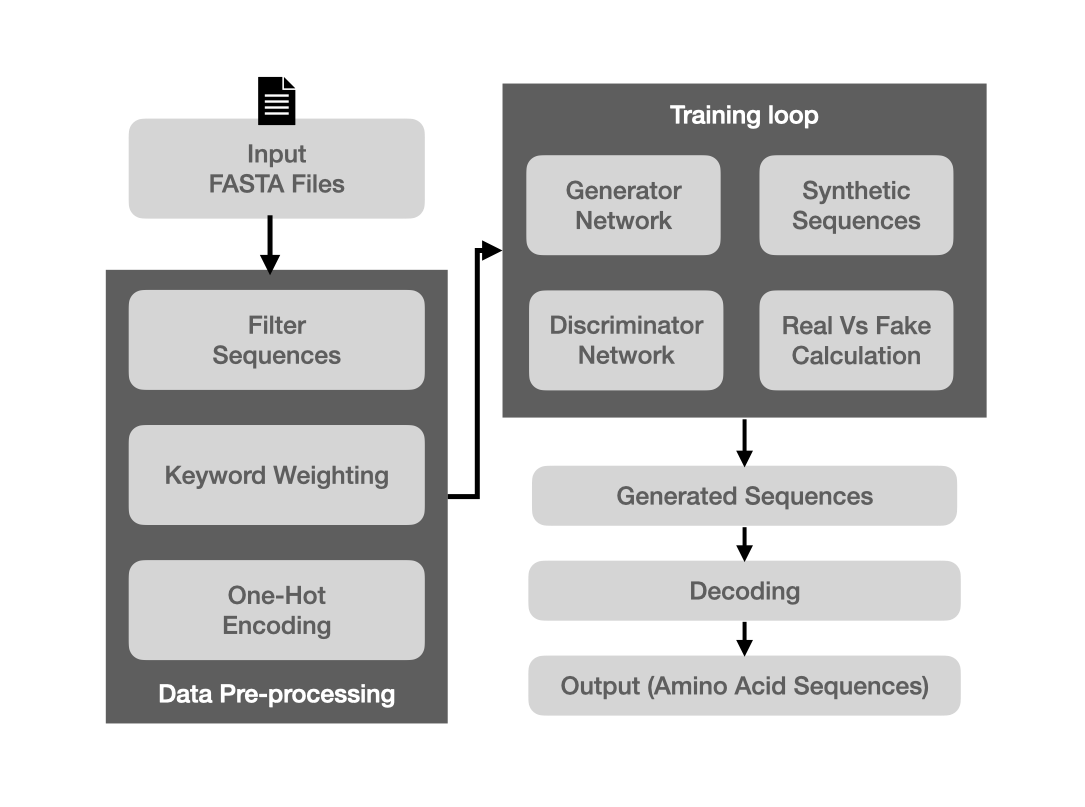 Input
FASTA Files
Filter
Sequences
Keyword Weighting
One-Hot
Encoding
Data Pre-processing
Training loop
Generator
Network
Synthetic
Sequences
Discriminator
Network
Real Vs Fake
Calculation
Generated Sequences
Decoding
Output (Amino Acid Sequences)